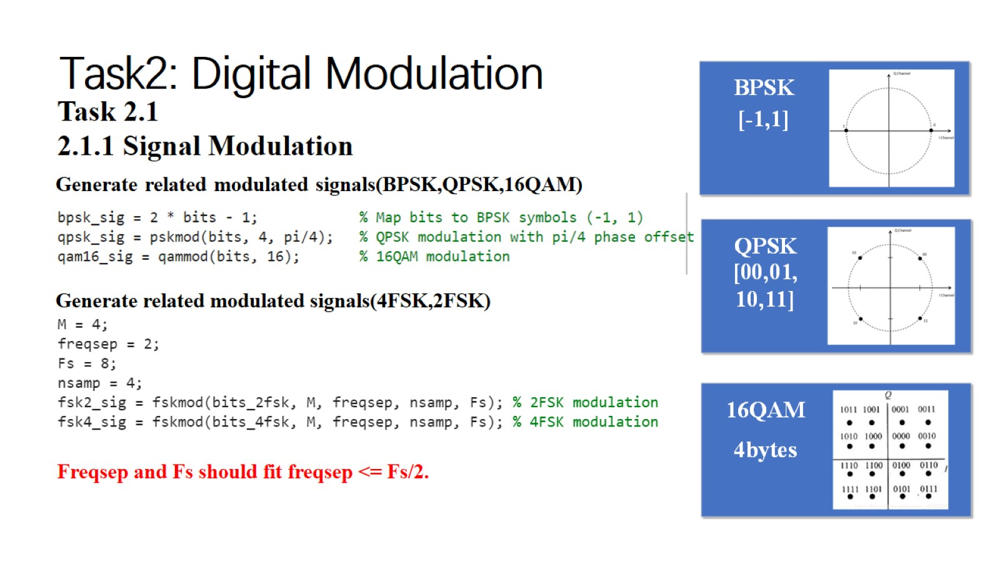 Task2: Digital Modulation
Task 2.1
2.1.1 Signal Modulation
Generate related modulated signals(BPSK,QPSK,16QAM)
bpsk_sig = 2 * bits - 1; % Map bits to BPSK symbols (-1, 1)
qpsk_sig = pskmod(bits, 4, pi/4); % QPSK modulation with pi/4 phase offset
qam16_sig = qammod(bits, 16); % 16QAM modulation
Generate related modulated signals(4FSK,2FSK)
M = 4;
freqsep = 2;
Fs = 8;
nsamp = 4;
fsk2_sig = fskmod(bits_2fsk, M, freqsep, nsamp, Fs); % 2FSK modulation
fsk4_sig = fskmod(bits_4fsk, M, freqsep, nsamp, Fs); % 4FSK modulation
Freqsep and Fs should fit freqsep <= Fs/2.
BPSK
[-1,1]
Q Channel
1
0
I Channel
QPSK
[00,01,
10,11]
Q Channel
01
00
I Channel
10
11
16QAM
4bytes
Q
1011 1001 0001 0011
1010 1000 0000 0010
1110 1100 0100 0110
I
1111 1101 0101 0111